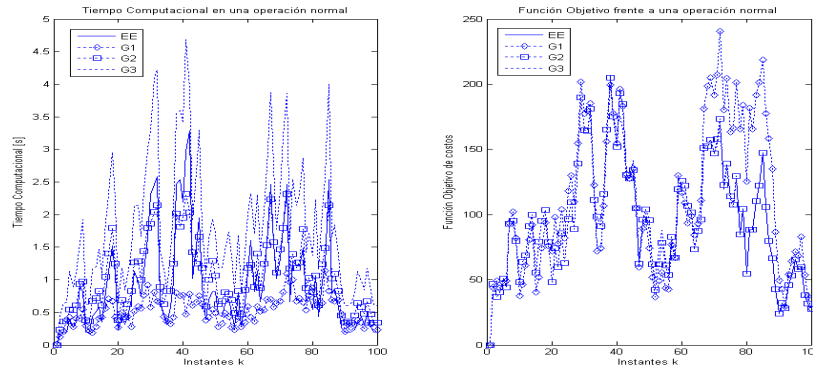 Tiempo Computacional en una operación normal
5
4.5
4
3.5
3
2.5
2
1.5
1
0.5
0
0
20
40
60
80
100
Tiempo Computacional [s]
Instantes k
EE
G1
G2
G3
Función Objetivo frente a una operación normal
250
200
150
100
50
0
0
20
40
60
80
100
Función Objetivo de costos
Instantes k
EE
G1
G2
G3